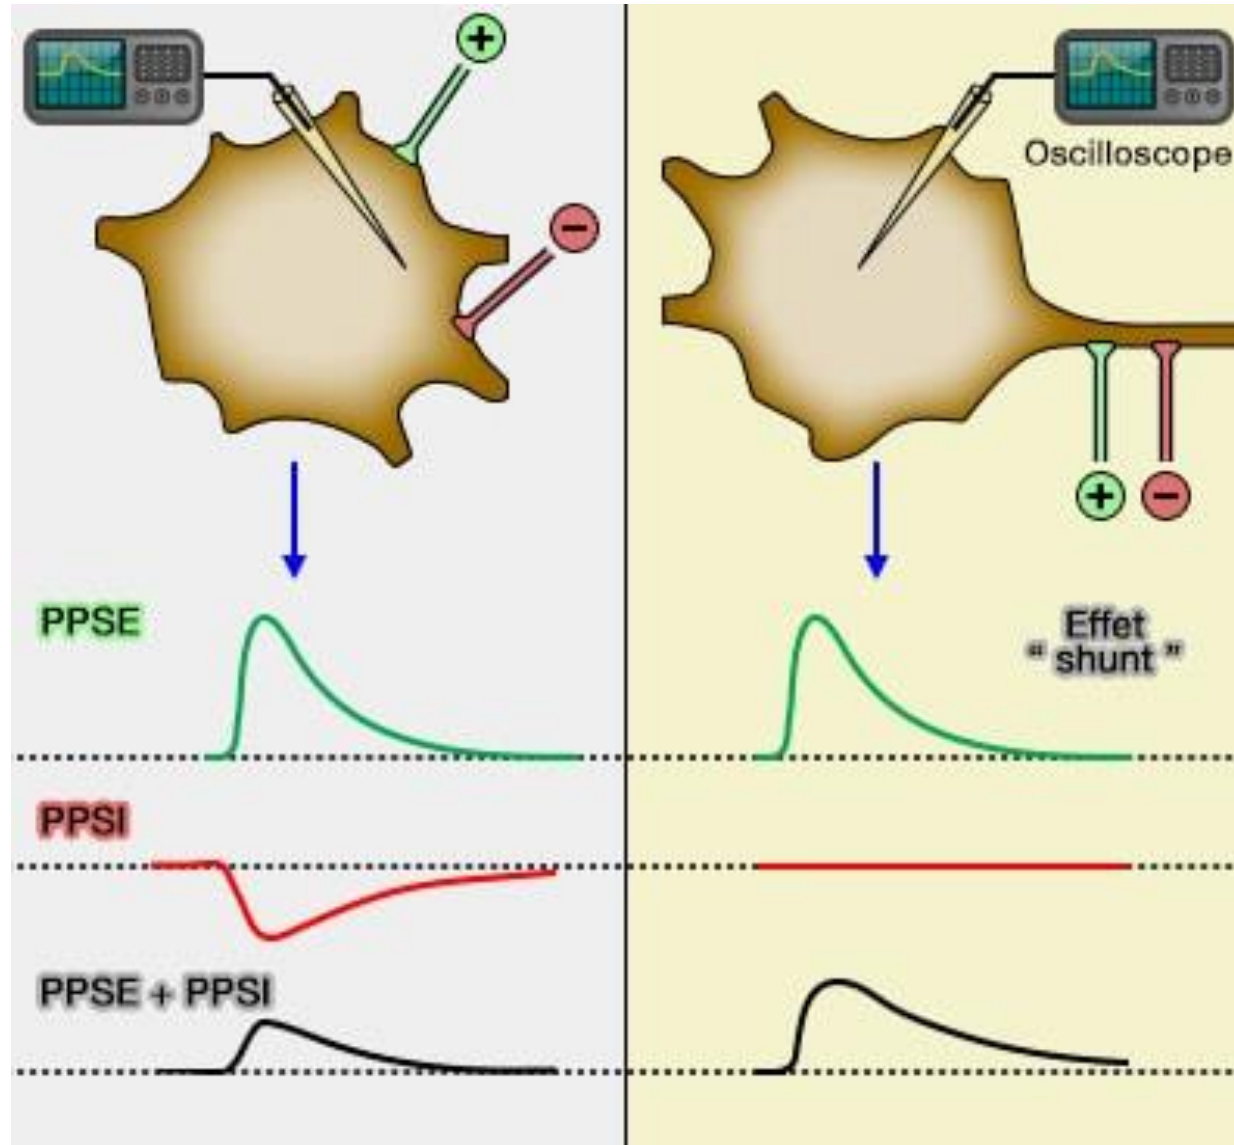 +
−
Oscilloscope
+ −
PPSE
Effet
“ shunt ”
PPSI
PPSE + PPSI